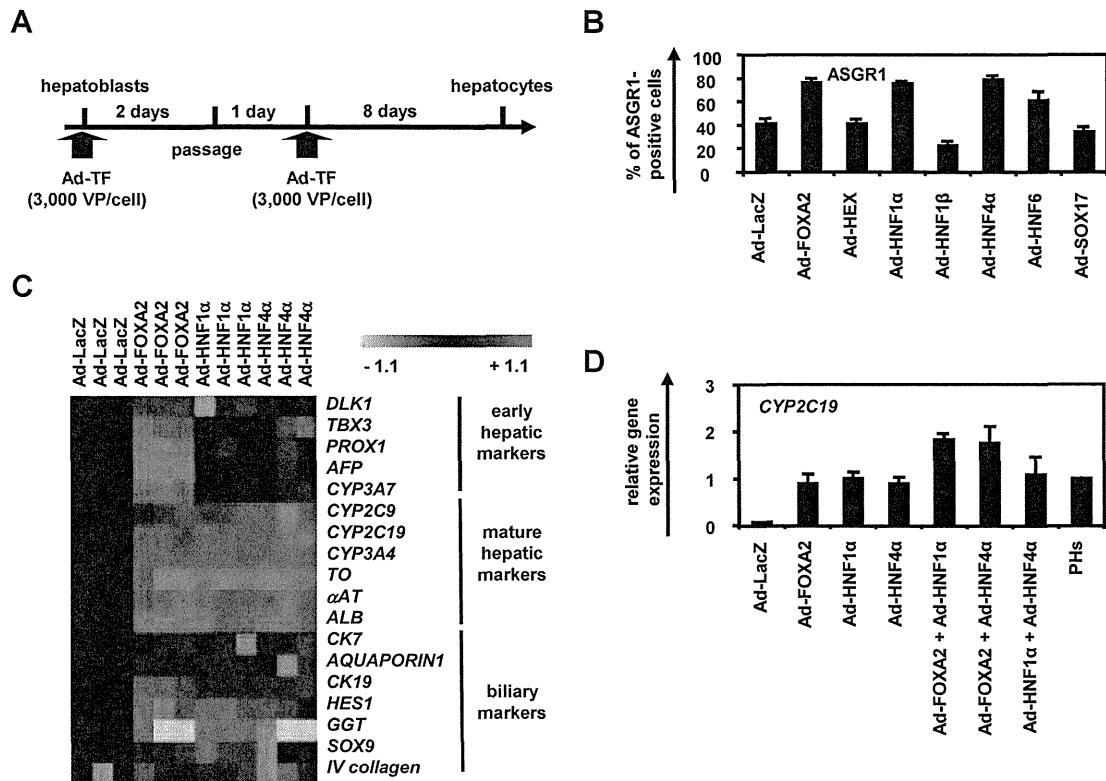 A
hepatoblasts
hepatocytes
2 days
1 day
8 days
passage
Ad-TF
(3,000 VP/cell)
Ad-TF
(3,000 VP/cell)
B
% of ASGR1-
positive cells
100
80
60
40
20
0
ASGR1
Ad-LacZ
Ad-FOXA2
Ad-HEX
Ad-HNF1α
Ad-HNF1β
Ad-HNF4α
Ad-HNF6
Ad-SOX17
C
Ad-LacZ
Ad-LacZ
Ad-LacZ
Ad-FOXA2
Ad-FOXA2
Ad-FOXA2
Ad-HNF1α
Ad-HNF1α
Ad-HNF1α
Ad-HNF4α
Ad-HNF4α
Ad-HNF4α
- 1.1
+ 1.1
DLK1
TBX3
PROX1
AFP
CYP3A7
early
hepatic
markers
CYP2C9
CYP2C19
CYP3A4
TO
αAT
ALB
mature
hepatic
markers
CK7
AQUAPORIN1
CK19
HES1
GGT
SOX9
IV collagen
biliary
markers
D
relative gene
expression
3
2
1
0
CYP2C19
Ad-LacZ
Ad-FOXA2
Ad-HNF1α
Ad-HNF4α
Ad-FOXA2 + Ad-HNF1α
Ad-FOXA2 + Ad-HNF4α
Ad-HNF1α + Ad-HNF4α
PHs